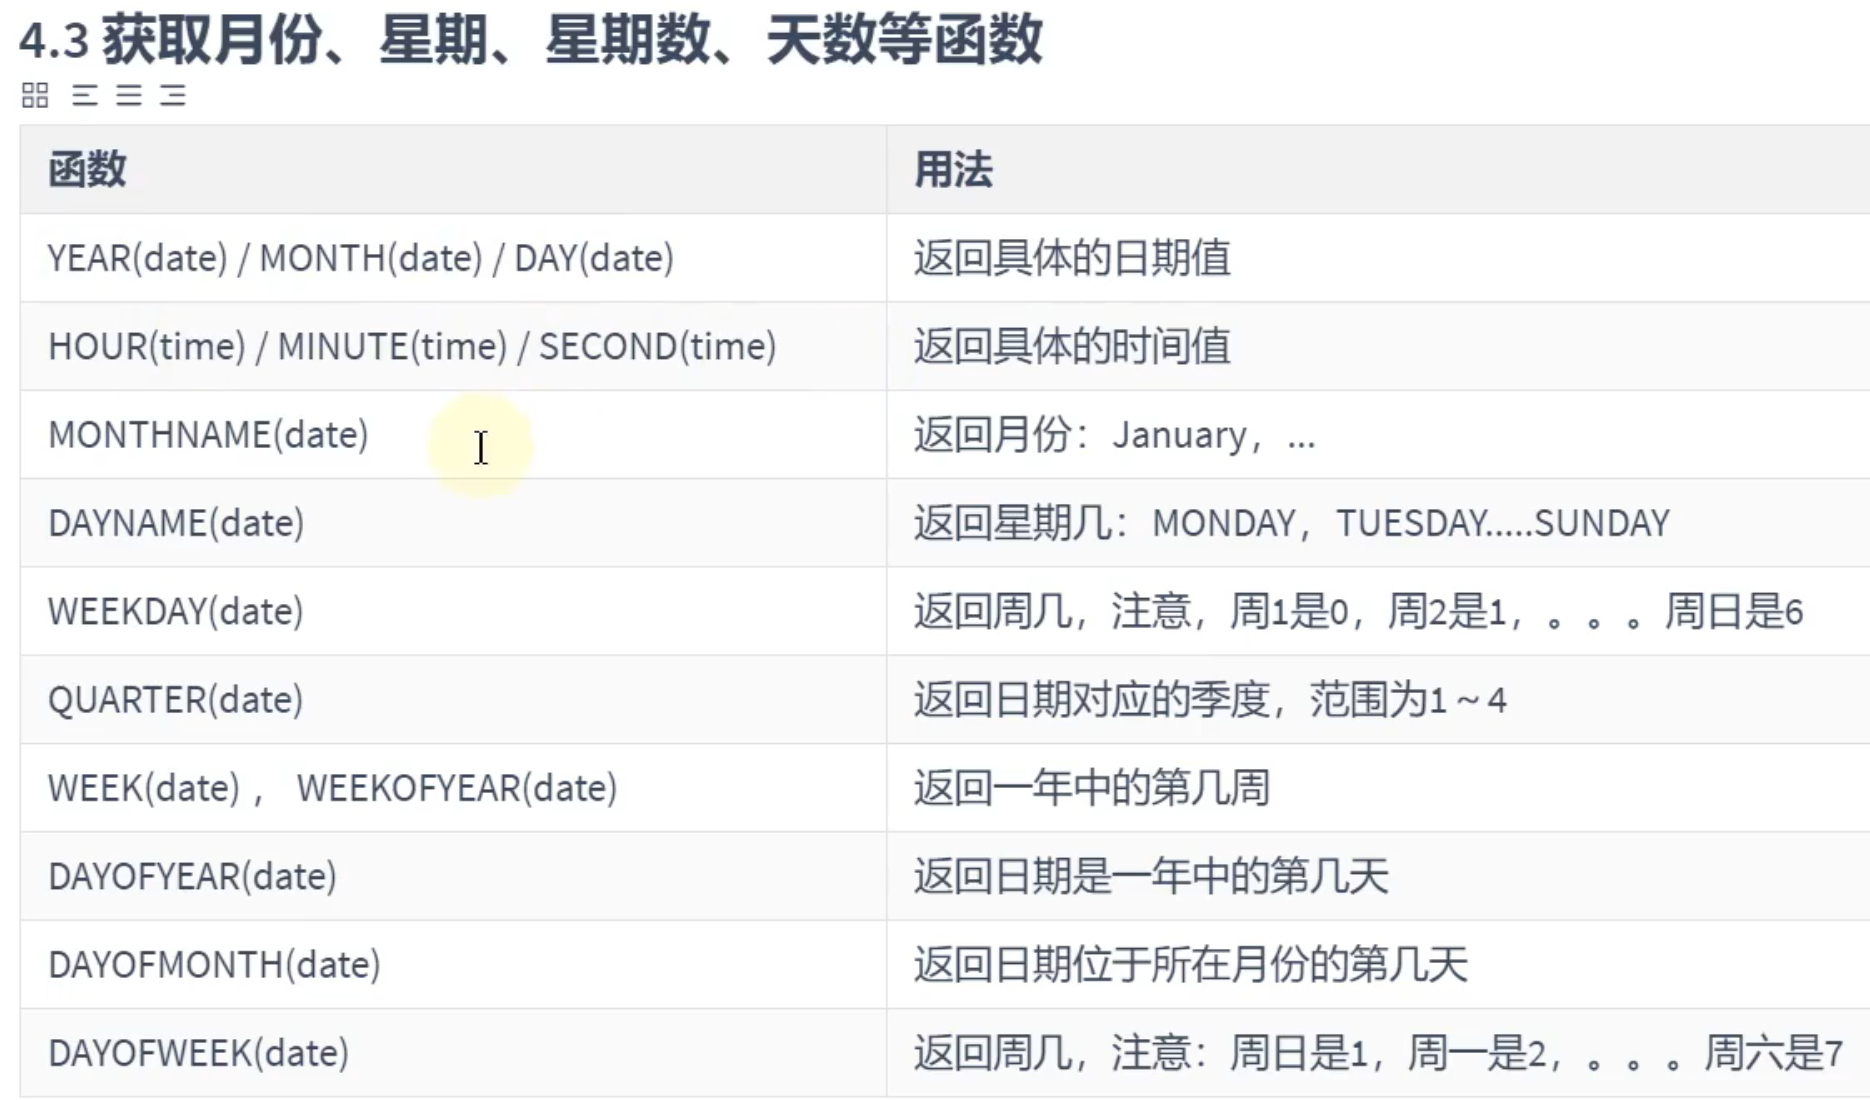 4.3 获取月份、星期、星期数、天数等函数
函数 用法
YEAR(date) / MONTH(date) / DAY(date) 返回具体的日期值
HOUR(time) / MINUTE(time) / SECOND(time) 返回具体的时间值
MONTHNAME(date) 返回月份：January，...
DAYNAME(date) 返回星期几：MONDAY，TUESDAY.....SUNDAY
WEEKDAY(date) 返回周几，注意，周1是0，周2是1，。。。周日是6
QUARTER(date) 返回日期对应的季度，范围为1～4
WEEK(date) ， WEEKOFYEAR(date) 返回一年中的第几周
DAYOFYEAR(date) 返回日期是一年中的第几天
DAYOFMONTH(date) 返回日期位于所在月份的第几天
DAYOFWEEK(date) 返回周几，注意：周日是1，周一是2，。。。周六是7